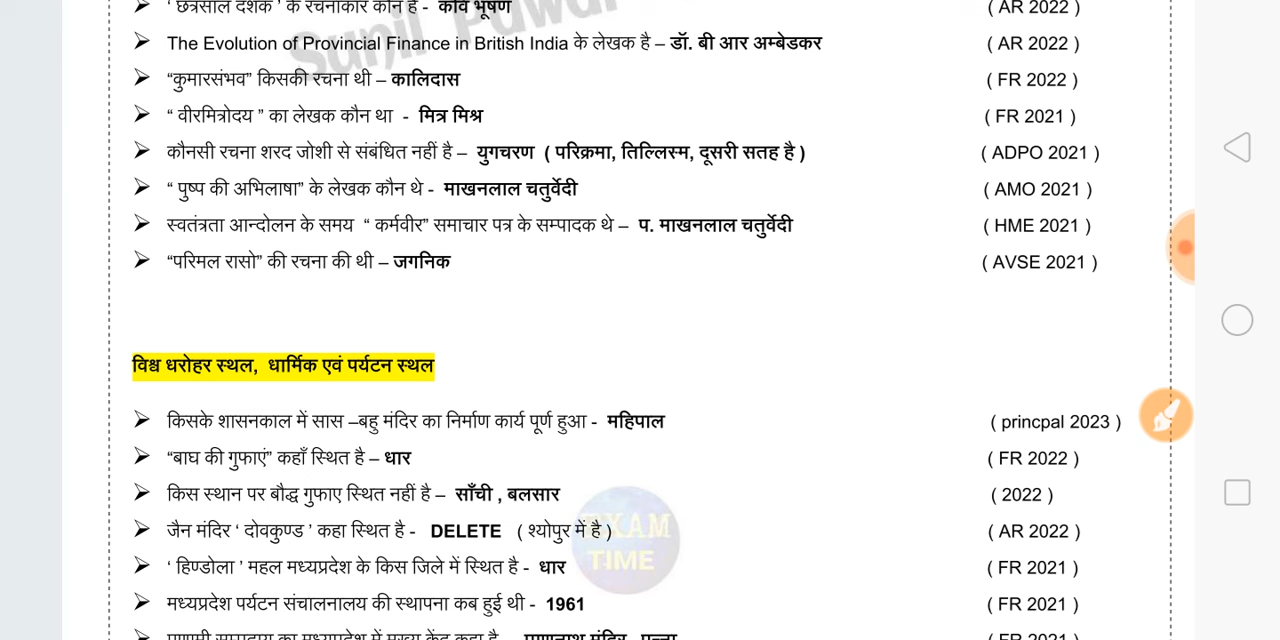 ‘ छत्रसाल दशक ’ के रचनाकार कौन है - कवि भूषण ( AR 2022 )
Sunil Pawar
➢ The Evolution of Provincial Finance in British India के लेखक है – डॉ. बी आर अम्बेडकर ( AR 2022 )
➢ “कुमारसंभव” किसकी रचना थी – कालिदास ( FR 2022 )
➢ “ वीरमित्रोदय ” का लेखक कौन था - मित्र मिश्र ( FR 2021 )
➢ कौनसी रचना शरद जोशी से संबंधित नहीं है – युगचरण ( परिक्रमा, तिल्लिस्म, दूसरी सतह है ) ( ADPO 2021 )
➢ “ पुष्प की अभिलाषा” के लेखक कौन थे - माखनलाल चतुर्वेदी ( AMO 2021 )
➢ स्वतंत्रता आन्दोलन के समय “ कर्मवीर” समाचार पत्र के सम्पादक थे – प. माखनलाल चतुर्वेदी ( HME 2021 )
➢ “परिमल रासो” की रचना की थी – जगनिक ( AVSE 2021 )
विश्व धरोहर स्थल, धार्मिक एवं पर्यटन स्थल
➢ किसके शासनकाल में सास –बहु मंदिर का निर्माण कार्य पूर्ण हुआ - महिपाल ( princpal 2023 )
➢ “बाघ की गुफाएं” कहाँ स्थित है – धार ( FR 2022 )
➢ किस स्थान पर बौद्ध गुफाए स्थित नहीं है – साँची , बलसार ( 2022 )
➢ जैन मंदिर ‘ दोवकुण्ड ’ कहा स्थित है - DELETE ( श्योपुर में है ) ( AR 2022 )
EXAM TIME
➢ ‘ हिण्डोला ’ महल मध्यप्रदेश के किस जिले में स्थित है - धार ( FR 2021 )
➢ मध्यप्रदेश पर्यटन संचालनालय की स्थापना कब हुई थी - 1961 ( FR 2021 )